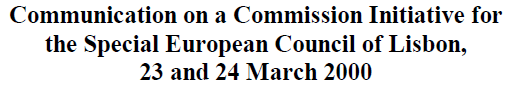 Communication on a Commission Initiative for
the Special European Council of Lisbon,
23 and 24 March 2000